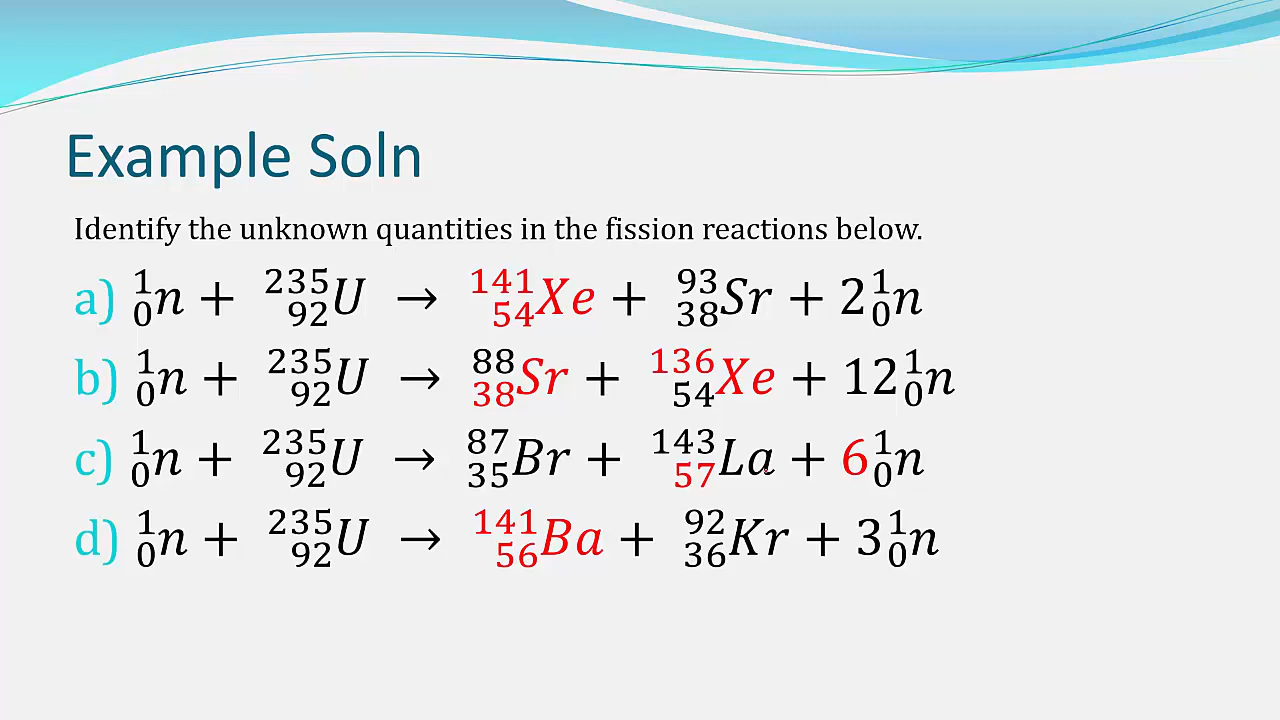 Example Soln
Identify the unknown quantities in the fission reactions below.
a) ¹₀n + ²³⁵₉₂U → ¹⁴¹₅₄Xe + ⁹³₃₈Sr + 2¹₀n
b) ¹₀n + ²³⁵₉₂U → ⁸⁸₃₈Sr + ¹³⁶₅₄Xe + 12¹₀n
c) ¹₀n + ²³⁵₉₂U → ⁸⁷₃₅Br + ¹⁴³₅₇La + 6¹₀n
d) ¹₀n + ²³⁵₉₂U → ¹⁴¹₅₆Ba + ⁹²₃₆Kr + 3¹₀n